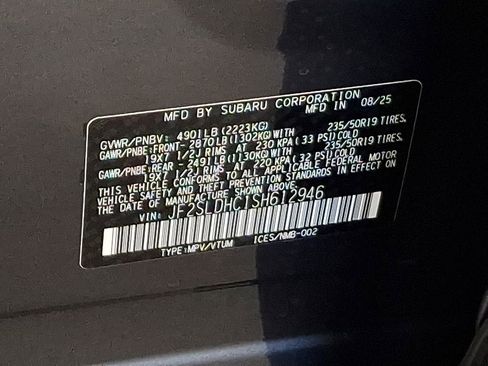 MFD BY SUBARU CORPORATION
MFD IN 08/25
GVWR/PNBV: 4901LB(2223KG)
GAWR/PNBE:FRONT- 2870LB(1302KG)WITH 235/50R19 TIRES,
19X7 1/2J RIMS AT 230 KPA(33 PSI)COLD
GAWR/PNBE:REAR - 2491LB(1130KG)WITH 235/50R19 TIRES,
19X7 1/2J RIMS AT 220 KPA(32 PSI)COLD
THIS VEHICLE CONFORMS TO ALL APPLICABLE FEDERAL MOTOR
VEHICLE SAFETY AND THEFT PREVENTION STANDARDS IN EFFECT ON
THE DATE OF MANUFACTURE SHOWN ABOVE.
VIN: JF2SLDHC1SH612946
TYPE:MPV/VTUM ICES/NMB-002